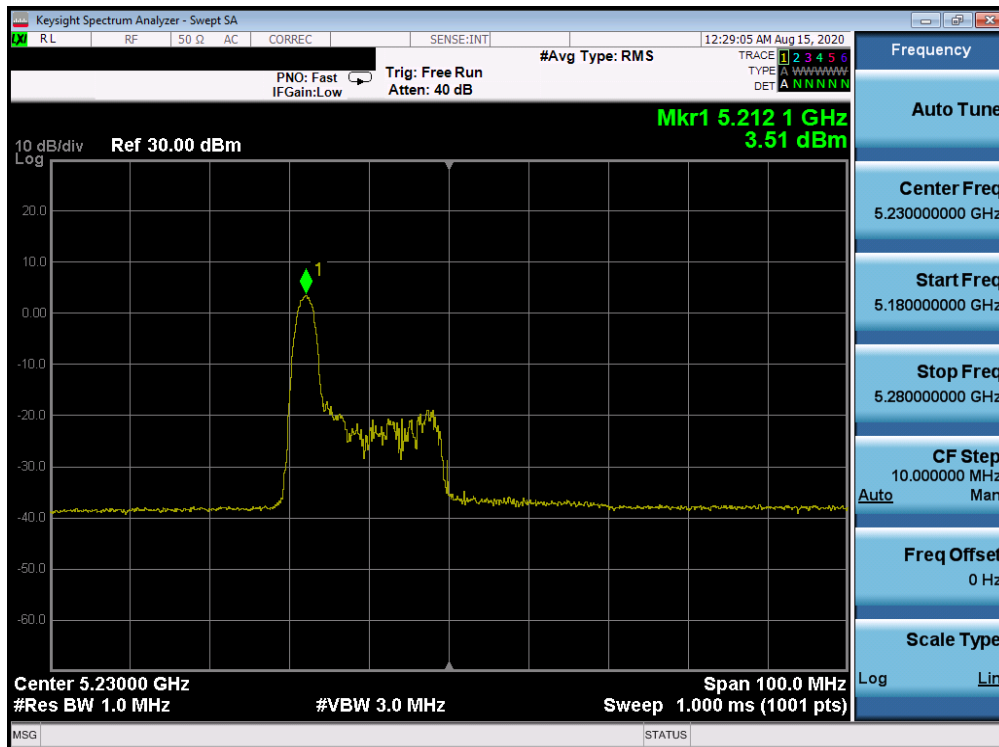 Keysight Spectrum Analyzer - Swept SA
LXI RL RF 50 Ω AC CORREC SENSE:INT 12:29:05 AM Aug 15, 2020
Frequency
PNO: Fast
IFGain:Low
Trig: Free Run
Atten: 40 dB
#Avg Type: RMS
TRACE 1 2 3 4 5 6
TYPE A WWWWW
DET A N N N N N
Auto Tune
Mkr1 5.212 1 GHz
3.51 dBm
10 dB/div
Log
Ref 30.00 dBm
1
20.0
10.0
0.00
-10.0
-20.0
-30.0
-40.0
-50.0
-60.0
Center Freq
5.230000000 GHz
Start Freq
5.180000000 GHz
Stop Freq
5.280000000 GHz
CF Step
10.000000 MHz
Auto Man
Freq Offset
0 Hz
Scale Type
Log Lin
Center 5.23000 GHz
#Res BW 1.0 MHz
#VBW 3.0 MHz
Span 100.0 MHz
Sweep 1.000 ms (1001 pts)
MSG
STATUS